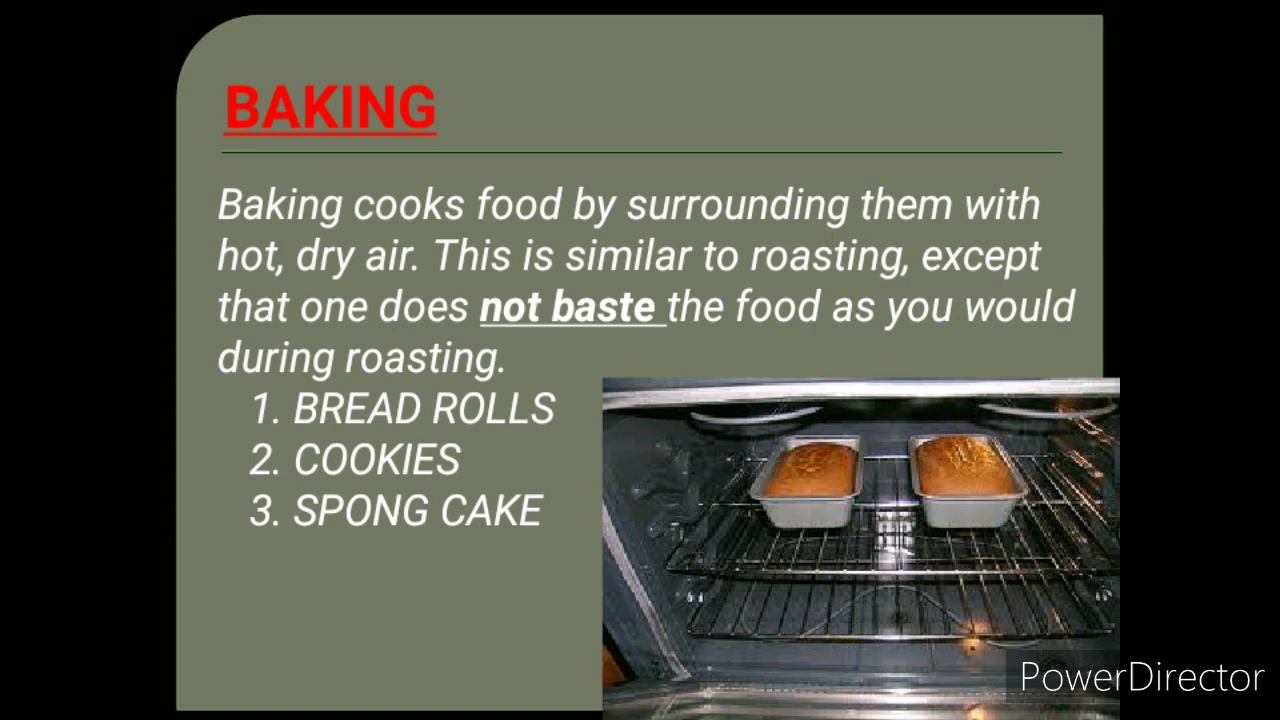 BAKING
Baking cooks food by surrounding them with
hot, dry air. This is similar to roasting, except
that one does not baste the food as you would
during roasting.
1. BREAD ROLLS
2. COOKIES
3. SPONG CAKE
PowerDirector